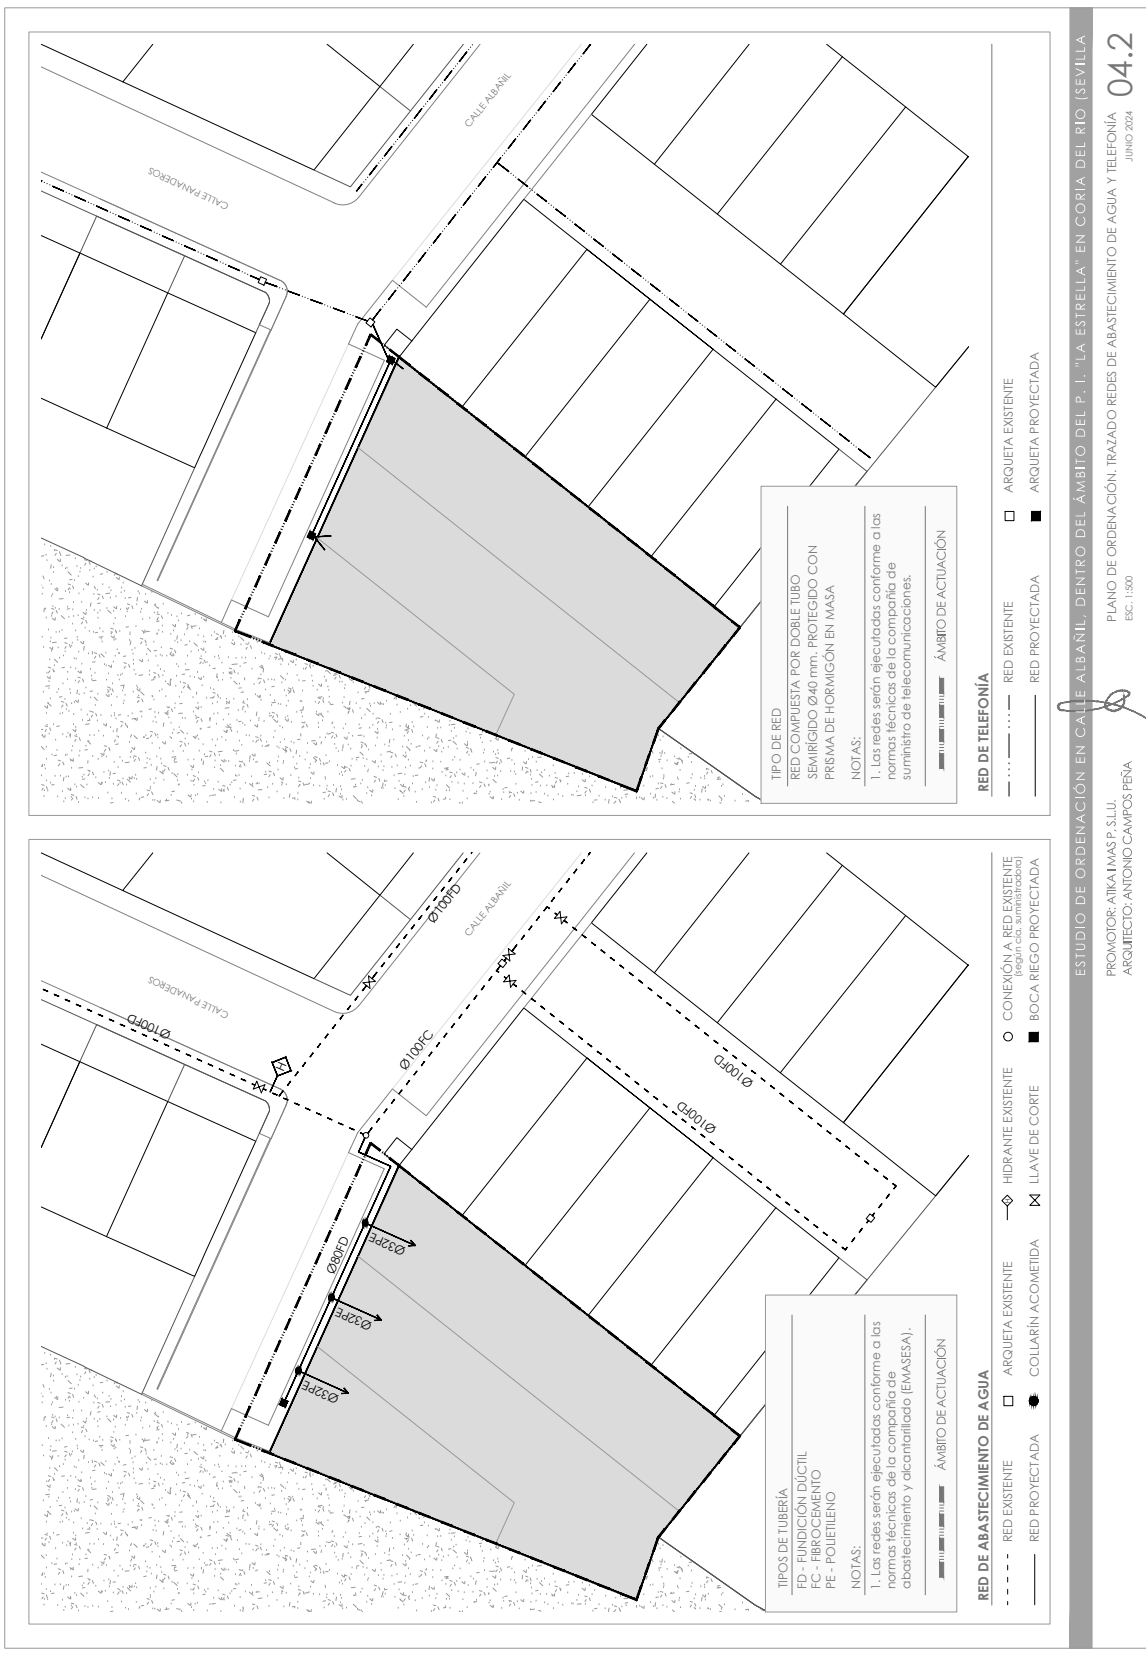 CALLE PANADEROS
CALLE ALBAÑIL
Ø100FD
Ø100FD
Ø100FC
Ø100FD
Ø100FD
Ø80FD
Ø32PE
Ø32PE
Ø32PE
TIPOS DE TUBERÍA
FD - FUNDICIÓN DÚCTIL
FC - FIBROCEMENTO
PE - POLIETILENO
NOTAS:
1. Las redes serán ejecutadas conforme a las
normas técnicas de la compañía de
abastecimiento y alcantarillado (EMASESA).
ÁMBITO DE ACTUACIÓN
RED DE ABASTECIMIENTO DE AGUA
RED EXISTENTE
ARQUETA EXISTENTE
HIDRANTE EXISTENTE
CONEXIÓN A RED EXISTENTE
(según cía. suministradora)
RED PROYECTADA
COLLARÍN ACOMETIDA
LLAVE DE CORTE
BOCA RIEGO PROYECTADA
CALLE PANADEROS
CALLE ALBAÑIL
TIPO DE RED
RED COMPUESTA POR DOBLE TUBO
SEMIRÍGIDO Ø40 mm. PROTEGIDO CON
PRISMA DE HORMIGÓN EN MASA
NOTAS:
1. Las redes serán ejecutadas conforme a las
normas técnicas de la compañía de
suministro de telecomunicaciones.
ÁMBITO DE ACTUACIÓN
RED DE TELEFONÍA
RED EXISTENTE
ARQUETA EXISTENTE
RED PROYECTADA
ARQUETA PROYECTADA
ESTUDIO DE ORDENACIÓN EN CALLE ALBAÑIL, DENTRO DEL ÁMBITO DEL P. I. "LA ESTRELLA" EN CORIA DEL RIO (SEVILLA
PROMOTOR: ATIKA I MAS P, S.L.U.
ARQUITECTO: ANTONIO CAMPOS PEÑA
PLANO DE ORDENACIÓN. TRAZADO REDES DE ABASTECIMIENTO DE AGUA Y TELEFONÍA
ESC. 1:500
JUNIO 2024
04.2